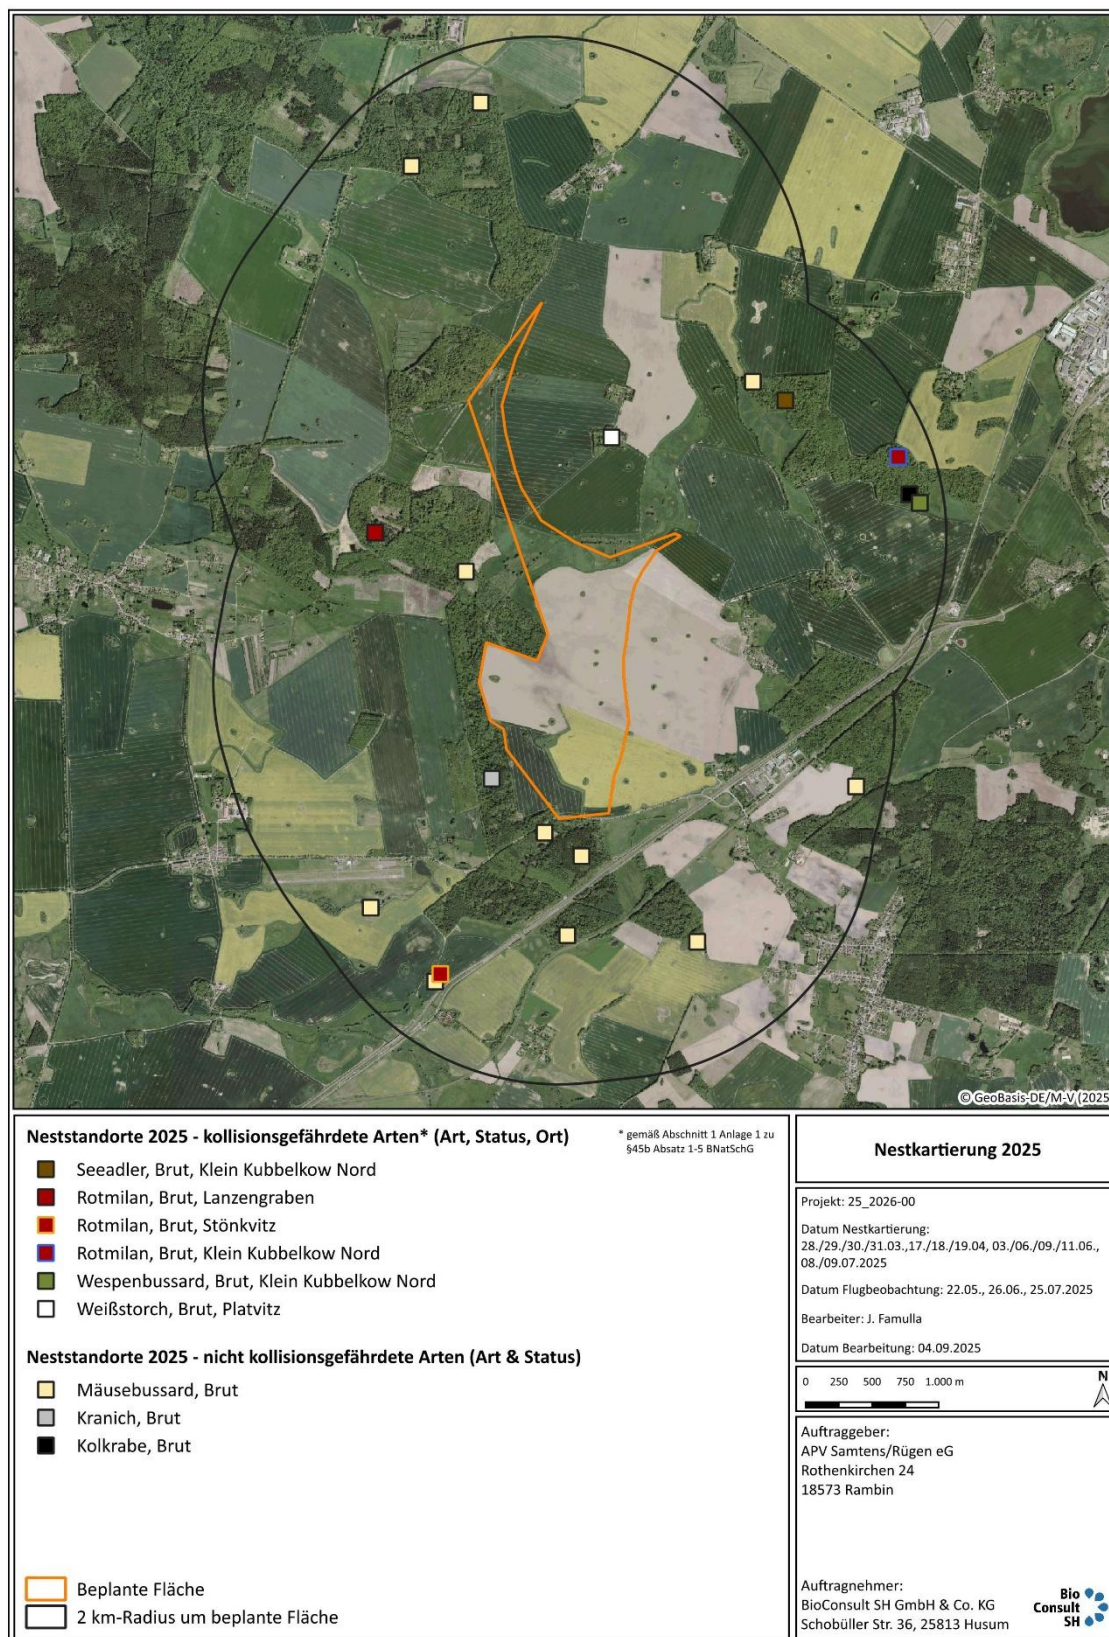 © GeoBasis-DE/M-V (2025
Neststandorte 2025 - kollisionsgefährdete Arten* (Art, Status, Ort)
* gemäß Abschnitt 1 Anlage 1 zu
§45b Absatz 1-5 BNatSchG
Seeadler, Brut, Klein Kubbelkow Nord
Rotmilan, Brut, Lanzengraben
Rotmilan, Brut, Stönkvitz
Rotmilan, Brut, Klein Kubbelkow Nord
Wespenbussard, Brut, Klein Kubbelkow Nord
Weißstorch, Brut, Platvitz
Neststandorte 2025 - nicht kollisionsgefährdete Arten (Art & Status)
Mäusebussard, Brut
Kranich, Brut
Kolkrabe, Brut
Beplante Fläche
2 km-Radius um beplante Fläche
Nestkartierung 2025
Projekt: 25_2026-00
Datum Nestkartierung:
28./29./30./31.03.,17./18./19.04, 03./06./09./11.06.,
08./09.07.2025
Datum Flugbeobachtung: 22.05., 26.06., 25.07.2025
Bearbeiter: J. Famulla
Datum Bearbeitung: 04.09.2025
0 250 500 750 1.000 m
N
Auftraggeber:
APV Samtens/Rügen eG
Rothenkirchen 24
18573 Rambin
Auftragnehmer:
BioConsult SH GmbH & Co. KG
Schobüller Str. 36, 25813 Husum
Bio
Consult
SH